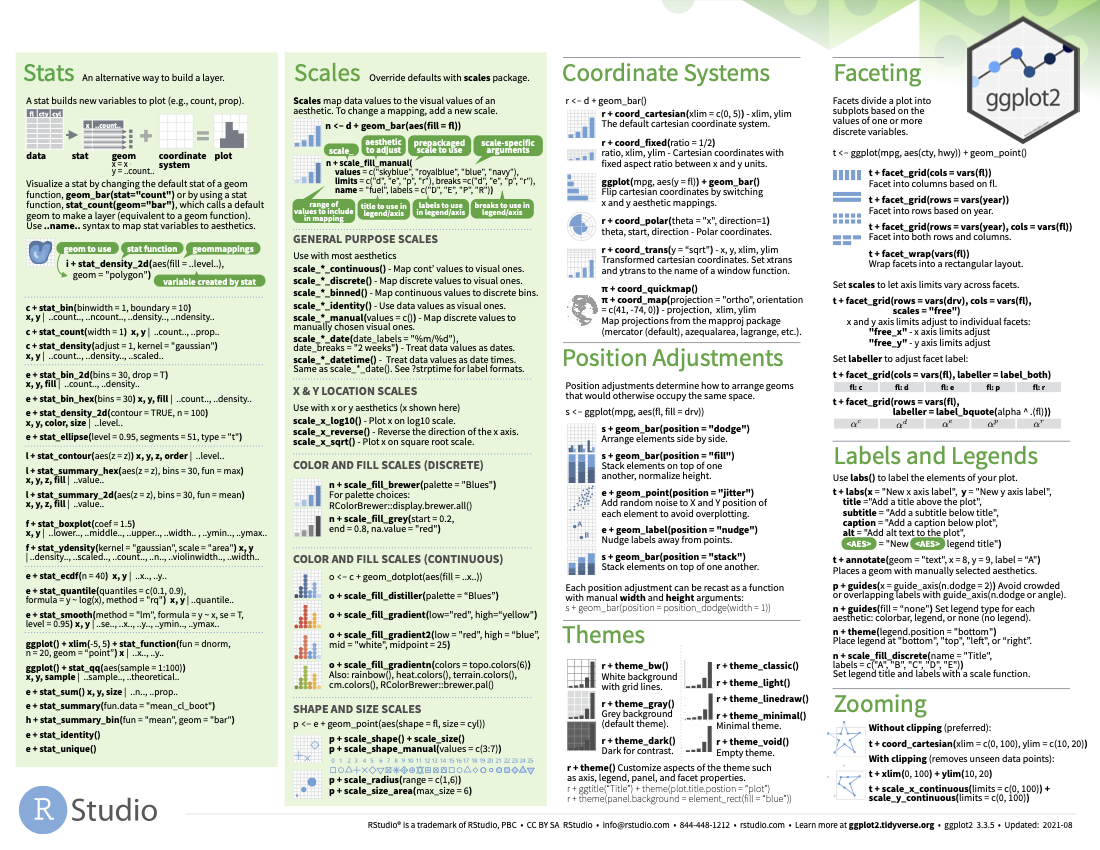 Stats An alternative way to build a layer.
A stat builds new variables to plot (e.g., count, prop).
fl cty cyl
x ..count..
data stat geom coordinate plot
x = x system
y = ..count..
Visualize a stat by changing the default stat of a geom
function, geom_bar(stat="count") or by using a stat
function, stat_count(geom="bar"), which calls a default
geom to make a layer (equivalent to a geom function).
Use ..name.. syntax to map stat variables to aesthetics.
geom to use stat function geommappings
i + stat_density_2d(aes(fill = ..level..),
geom = "polygon")
variable created by stat
c + stat_bin(binwidth = 1, boundary = 10)
x, y | ..count.., ..ncount.., ..density.., ..ndensity..
c + stat_count(width = 1) x, y | ..count.., ..prop..
c + stat_density(adjust = 1, kernel = "gaussian")
x, y | ..count.., ..density.., ..scaled..
e + stat_bin_2d(bins = 30, drop = T)
x, y, fill | ..count.., ..density..
e + stat_bin_hex(bins = 30) x, y, fill | ..count.., ..density..
e + stat_density_2d(contour = TRUE, n = 100)
x, y, color, size | ..level..
e + stat_ellipse(level = 0.95, segments = 51, type = "t")
l + stat_contour(aes(z = z)) x, y, z, order | ..level..
l + stat_summary_hex(aes(z = z), bins = 30, fun = max)
x, y, z, fill | ..value..
l + stat_summary_2d(aes(z = z), bins = 30, fun = mean)
x, y, z, fill | ..value..
f + stat_boxplot(coef = 1.5)
x, y | ..lower.., ..middle.., ..upper.., ..width.. , ..ymin.., ..ymax..
f + stat_ydensity(kernel = "gaussian", scale = "area") x, y
| ..density.., ..scaled.., ..count.., ..n.., ..violinwidth.., ..width..
e + stat_ecdf(n = 40) x, y | ..x.., ..y..
e + stat_quantile(quantiles = c(0.1, 0.9),
formula = y ~ log(x), method = "rq") x, y | ..quantile..
e + stat_smooth(method = "lm", formula = y ~ x, se = T,
level = 0.95) x, y | ..se.., ..x.., ..y.., ..ymin.., ..ymax..
ggplot() + xlim(-5, 5) + stat_function(fun = dnorm,
n = 20, geom = "point") x | ..x.., ..y..
ggplot() + stat_qq(aes(sample = 1:100))
x, y, sample | ..sample.., ..theoretical..
e + stat_sum() x, y, size | ..n.., ..prop..
e + stat_summary(fun.data = "mean_cl_boot")
h + stat_summary_bin(fun = "mean", geom = "bar")
e + stat_identity()
e + stat_unique()
Scales Override defaults with scales package.
Scales map data values to the visual values of an
aesthetic. To change a mapping, add a new scale.
n <- d + geom_bar(aes(fill = fl))
scale_ aesthetic to adjust prepackaged scale to use scale-specific arguments
n + scale_fill_manual(
values = c("skyblue", "royalblue", "blue", "navy"),
limits = c("d", "e", "p", "r"), breaks =c("d", "e", "p", "r"),
name = "fuel", labels = c("D", "E", "P", "R"))
range of values to include in mapping title to use in legend/axis labels to use in legend/axis breaks to use in legend/axis
GENERAL PURPOSE SCALES
Use with most aesthetics
scale_*_continuous() - Map cont' values to visual ones.
scale_*_discrete() - Map discrete values to visual ones.
scale_*_binned() - Map continuous values to discrete bins.
scale_*_identity() - Use data values as visual ones.
scale_*_manual(values = c()) - Map discrete values to
manually chosen visual ones.
scale_*_date(date_labels = "%m/%d"),
date_breaks = "2 weeks") - Treat data values as dates.
scale_*_datetime() - Treat data values as date times.
Same as scale_*_date(). See ?strptime for label formats.
X & Y LOCATION SCALES
Use with x or y aesthetics (x shown here)
scale_x_log10() - Plot x on log10 scale.
scale_x_reverse() - Reverse the direction of the x axis.
scale_x_sqrt() - Plot x on square root scale.
COLOR AND FILL SCALES (DISCRETE)
n + scale_fill_brewer(palette = "Blues")
For palette choices:
RColorBrewer::display.brewer.all()
n + scale_fill_grey(start = 0.2,
end = 0.8, na.value = "red")
COLOR AND FILL SCALES (CONTINUOUS)
o <- c + geom_dotplot(aes(fill = ..x..))
o + scale_fill_distiller(palette = "Blues")
o + scale_fill_gradient(low="red", high="yellow")
o + scale_fill_gradient2(low = "red", high = "blue",
mid = "white", midpoint = 25)
o + scale_fill_gradientn(colors = topo.colors(6))
Also: rainbow(), heat.colors(), terrain.colors(),
cm.colors(), RColorBrewer::brewer.pal()
SHAPE AND SIZE SCALES
p <- e + geom_point(aes(shape = fl, size = cyl))
p + scale_shape() + scale_size()
p + scale_shape_manual(values = c(3:7))
0 1 2 3 4 5 6 7 8 9 10 11 12 13 14 15 16 17 18 19 20 21 22 23 24 25
p + scale_radius(range = c(1,6))
p + scale_size_area(max_size = 6)
Coordinate Systems
r <- d + geom_bar()
r + coord_cartesian(xlim = c(0, 5)) - xlim, ylim
The default cartesian coordinate system.
r + coord_fixed(ratio = 1/2)
ratio, xlim, ylim - Cartesian coordinates with
fixed aspect ratio between x and y units.
ggplot(mpg, aes(y = fl)) + geom_bar()
Flip cartesian coordinates by switching
x and y aesthetic mappings.
r + coord_polar(theta = "x", direction=1)
theta, start, direction - Polar coordinates.
r + coord_trans(y = “sqrt") - x, y, xlim, ylim
Transformed cartesian coordinates. Set xtrans
and ytrans to the name of a window function.
π + coord_quickmap()
π + coord_map(projection = "ortho", orientation
= c(41, -74, 0)) - projection, xlim, ylim
Map projections from the mapproj package
(mercator (default), azequalarea, lagrange, etc.).
Position Adjustments
Position adjustments determine how to arrange geoms
that would otherwise occupy the same space.
s <- ggplot(mpg, aes(fl, fill = drv))
s + geom_bar(position = "dodge")
Arrange elements side by side.
s + geom_bar(position = "fill")
Stack elements on top of one
another, normalize height.
e + geom_point(position = "jitter")
Add random noise to X and Y position of
each element to avoid overplotting.
e + geom_label(position = "nudge")
Nudge labels away from points.
s + geom_bar(position = "stack")
Stack elements on top of one another.
Each position adjustment can be recast as a function
with manual width and height arguments:
s + geom_bar(position = position_dodge(width = 1))
Themes
r + theme_bw()
White background
with grid lines.
r + theme_gray()
Grey background
(default theme).
r + theme_dark()
Dark for contrast.
r + theme_classic()
r + theme_light()
r + theme_linedraw()
r + theme_minimal()
Minimal theme.
r + theme_void()
Empty theme.
r + theme() Customize aspects of the theme such
as axis, legend, panel, and facet properties.
r + ggtitle("Title") + theme(plot.title.postion = "plot")
r + theme(panel.background = element_rect(fill = "blue"))
Faceting
ggplot2
Facets divide a plot into
subplots based on the
values of one or more
discrete variables.
t <- ggplot(mpg, aes(cty, hwy)) + geom_point()
t + facet_grid(cols = vars(fl))
Facet into columns based on fl.
t + facet_grid(rows = vars(year))
Facet into rows based on year.
t + facet_grid(rows = vars(year), cols = vars(fl))
Facet into both rows and columns.
t + facet_wrap(vars(fl))
Wrap facets into a rectangular layout.
Set scales to let axis limits vary across facets.
t + facet_grid(rows = vars(drv), cols = vars(fl),
scales = "free")
x and y axis limits adjust to individual facets:
"free_x" - x axis limits adjust
"free_y" - y axis limits adjust
Set labeller to adjust facet label:
t + facet_grid(cols = vars(fl), labeller = label_both)
fl: c fl: d fl: e fl: p fl: r
t + facet_grid(rows = vars(fl),
labeller = label_bquote(alpha ^ .(fl)))
αᶜ αᵈ αᵉ αᵖ αʳ
Labels and Legends
Use labs() to label the elements of your plot.
t + labs(x = "New x axis label", y = "New y axis label",
title ="Add a title above the plot",
subtitle = "Add a subtitle below title",
caption = "Add a caption below plot",
alt = "Add alt text to the plot",
<AES> = "New <AES> legend title")
t + annotate(geom = "text", x = 8, y = 9, label = "A")
Places a geom with manually selected aesthetics.
p + guides(x = guide_axis(n.dodge = 2)) Avoid crowded
or overlapping labels with guide_axis(n.dodge or angle).
n + guides(fill = "none") Set legend type for each
aesthetic: colorbar, legend, or none (no legend).
n + theme(legend.position = "bottom")
Place legend at "bottom", "top", "left", or "right".
n + scale_fill_discrete(name = "Title",
labels = c("A", "B", "C", "D", "E"))
Set legend title and labels with a scale function.
Zooming
Without clipping (preferred):
t + coord_cartesian(xlim = c(0, 100), ylim = c(10, 20))
With clipping (removes unseen data points):
t + xlim(0, 100) + ylim(10, 20)
t + scale_x_continuous(limits = c(0, 100)) +
scale_y_continuous(limits = c(0, 100))
R Studio
RStudio® is a trademark of RStudio, PBC • CC BY SA RStudio • info@rstudio.com • 844-448-1212 • rstudio.com • Learn more at ggplot2.tidyverse.org • ggplot2 3.3.5 • Updated: 2021-08